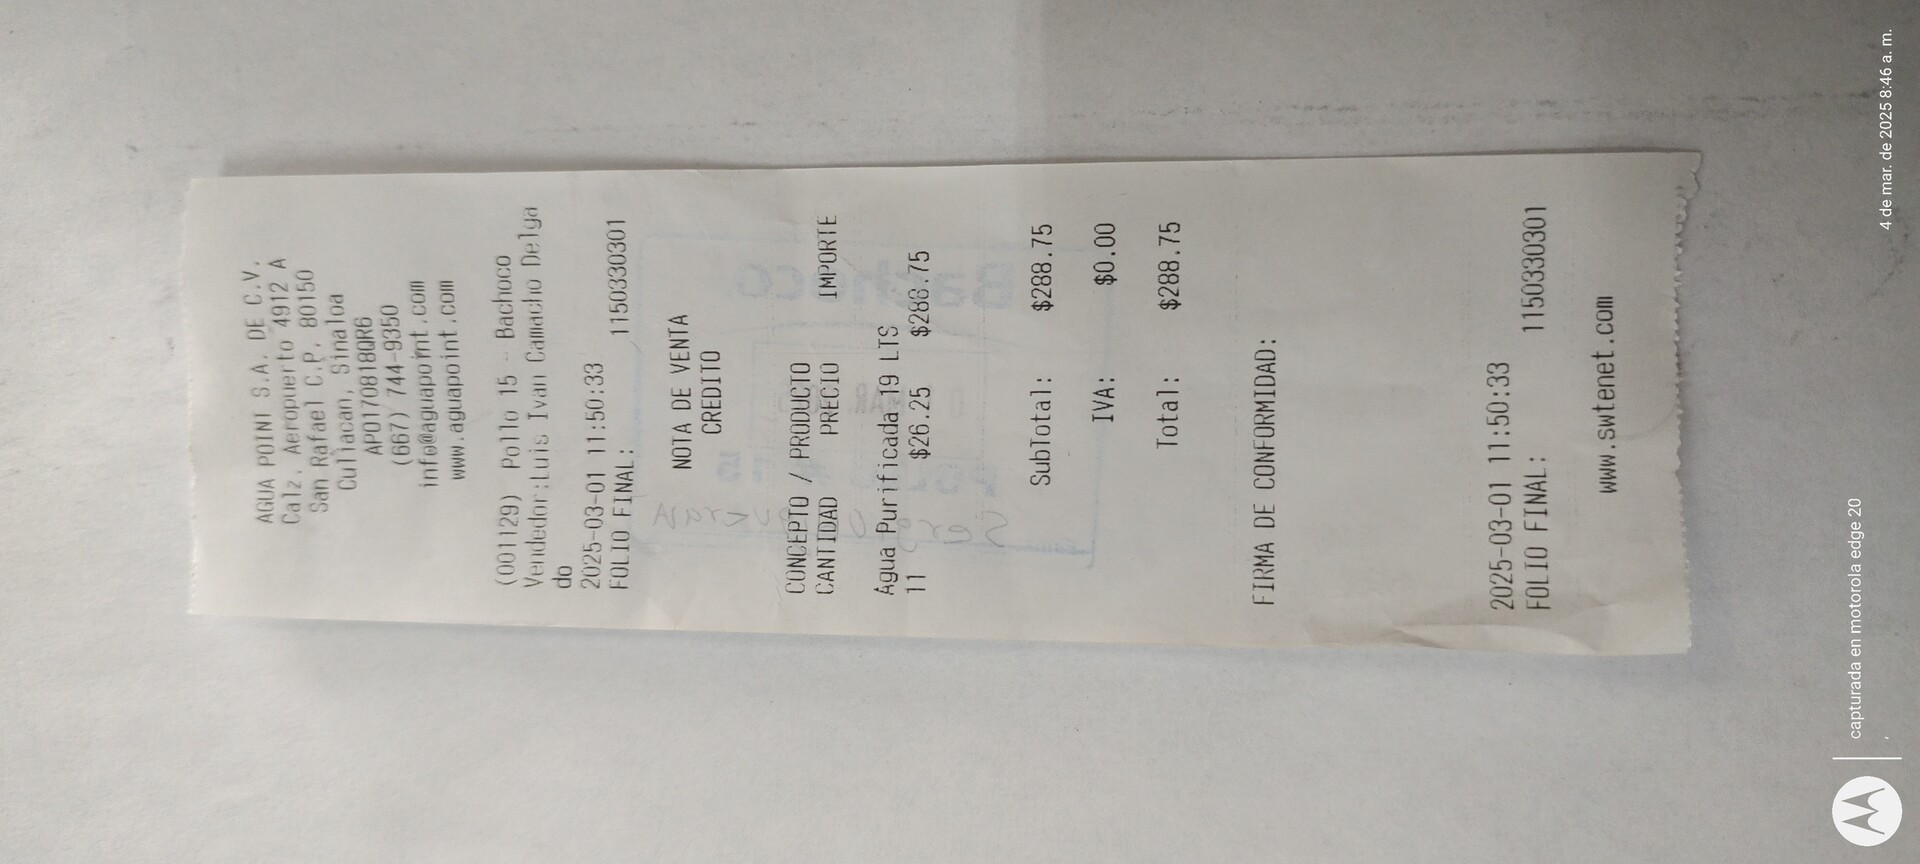 AGUA POINT S.A. DE C.V.
Calz. Aeropuerto 4912 A
San Rafael C.P. 80150
Culiacan, Sinaloa
APO170818QR6
(667) 744-9350
info@aguapoint.com
www.aguapoint.com
(001129) Pollo 15 - Bachoco
Vendedor:Luis Ivan Camacho Delga
do
2025-03-01 11:50:33
FOLIO FINAL: 1150330301
NOTA DE VENTA
CREDITO
CONCEPTO / PRODUCTO
CANTIDAD PRECIO IMPORTE
Agua Purificada 19 LTS
11 $26.25 $288.75
SubTotal: $288.75
IVA: $0.00
Total: $288.75
FIRMA DE CONFORMIDAD:
2025-03-01 11:50:33
FOLIO FINAL: 1150330301
www.swtenet.com
Bachoco
capturada en motorola edge 20
4 de mar. de 2025 8:46 a. m.